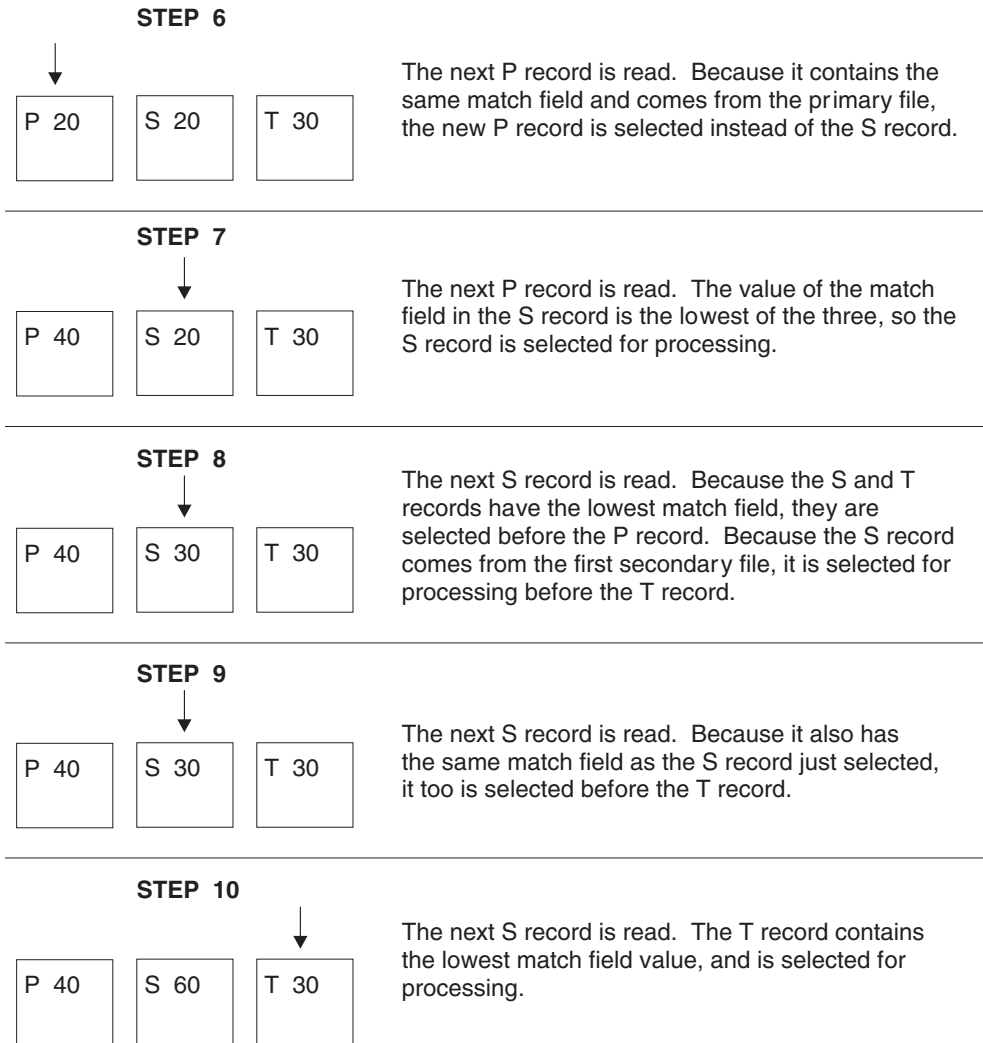 STEP 6
P 20
S 20
T 30
The next P record is read. Because it contains the
same match field and comes from the primary file,
the new P record is selected instead of the S record.
STEP 7
P 40
S 20
T 30
The next P record is read. The value of the match
field in the S record is the lowest of the three, so the
S record is selected for processing.
STEP 8
P 40
S 30
T 30
The next S record is read. Because the S and T
records have the lowest match field, they are
selected before the P record. Because the S record
comes from the first secondary file, it is selected for
processing before the T record.
STEP 9
P 40
S 30
T 30
The next S record is read. Because it also has
the same match field as the S record just selected,
it too is selected before the T record.
STEP 10
P 40
S 60
T 30
The next S record is read. The T record contains
the lowest match field value, and is selected for
processing.